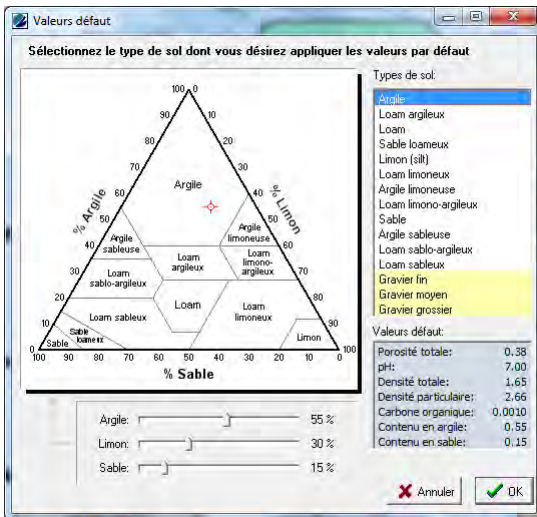 Valeurs défaut
Sélectionnez le type de sol dont vous désirez appliquer les valeurs par défaut
100 0
90 10
80 20
70 30
60 40
50 50
40 60
30 70
20 80
10 90
0 100
% Argile
% Limon
Argile
Argile sableuse
Argile limoneuse
Loam argileux
Loam limono-argileux
Loam sablo-argileux
Loam
Loam limoneux
Loam sableux
Sable loameux
Sable
Limon
100 90 80 70 60 50 40 30 20 10 0
% Sable
Argile: 55 %
Limon: 30 %
Sable: 15 %
Types de sol:
Argile
Loam argileux
Loam
Sable loameux
Limon (silt)
Loam limoneux
Argile limoneuse
Loam limono-argileux
Sable
Argile sableuse
Loam sablo-argileux
Loam sableux
Gravier fin
Gravier moyen
Gravier grossier
Valeurs défaut:
Porosité totale: 0.38
pH: 7.00
Densité totale: 1.65
Densité particulaire: 2.66
Carbone organique: 0.0010
Contenu en argile: 0.55
Contenu en sable: 0.15
Annuler
OK